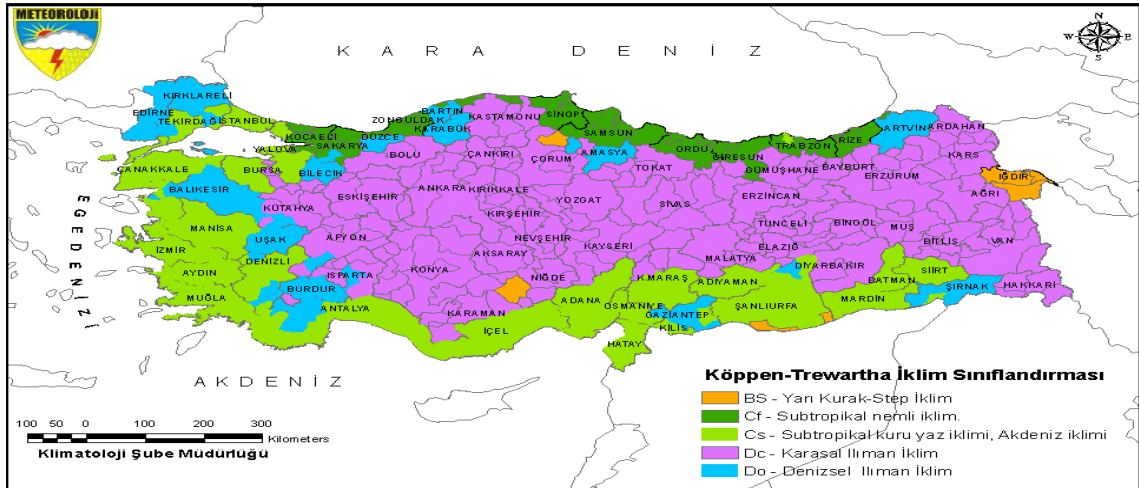 METEOROLOJİ
N
W E
S
KARA DENİZ
KIRKLARELİ
EDİRNE
TEKİRDAĞ
İSTANBUL
KOCAELİ
YALOVA
SAKARYA
DÜZCE
ZONGULDAK
BARTIN
KARABÜK
KASTAMONU
SİNOP
SAMSUN
ORDU
GİRESUN
TRABZON
RİZE
ARTVİN
ARDAHAN
ÇANAKKALE
BURSA
BİLECİK
BOLU
ÇANKIRI
ÇORUM
AMASYA
TOKAT
GÜMÜŞHANE
BAYBURT
ERZURUM
KARS
IĞDIR
AĞRI
BALIKESİR
KÜTAHYA
ESKİŞEHİR
ANKARA
KIRIKKALE
YOZGAT
SİVAS
ERZİNCAN
EGE DENİZİ
MANİSA
UŞAK
AFYON
KIRŞEHİR
NEVŞEHİR
KAYSERİ
TUNCELİ
BİNGÖL
MUŞ
BİTLİS
VAN
İZMİR
AYDIN
DENİZLİ
ISPARTA
KONYA
AKSARAY
NİĞDE
MALATYA
ELAZIĞ
DİYARBAKIR
BATMAN
SİİRT
ŞIRNAK
HAKKARİ
MUĞLA
BURDUR
ANTALYA
KARAMAN
İÇEL
ADANA
K.MARAŞ
OSMANİYE
ADIYAMAN
GAZİANTEP
KİLİS
ŞANLIURFA
MARDİN
HATAY
AKDENİZ
Köppen-Trewartha İklim Sınıflandırması
BS - Yarı Kurak-Step İklim
Cf - Subtropikal nemli iklim.
Cs - Subtropikal kuru yaz iklimi, Akdeniz iklimi
Dc - Karasal Ilıman İklim
Do - Denizsel Ilıman İklim
100 50 0 100 200 300
Kilometers
Klimatoloji Şube Müdürlüğü